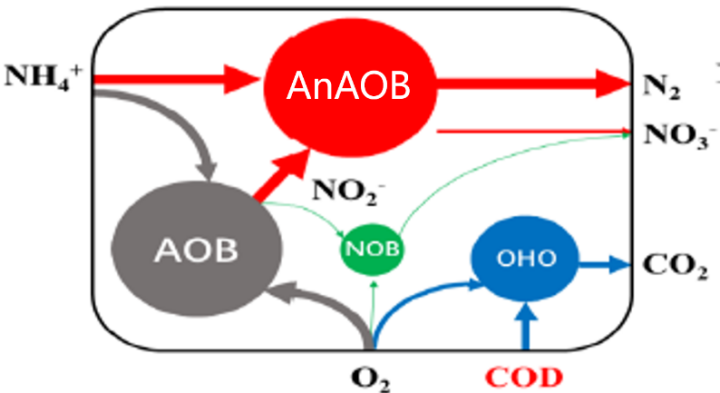 NH₄⁺
AnAOB
N₂
NO₃⁻
NO₂⁻
AOB
NOB
OHO
CO₂
O₂
COD